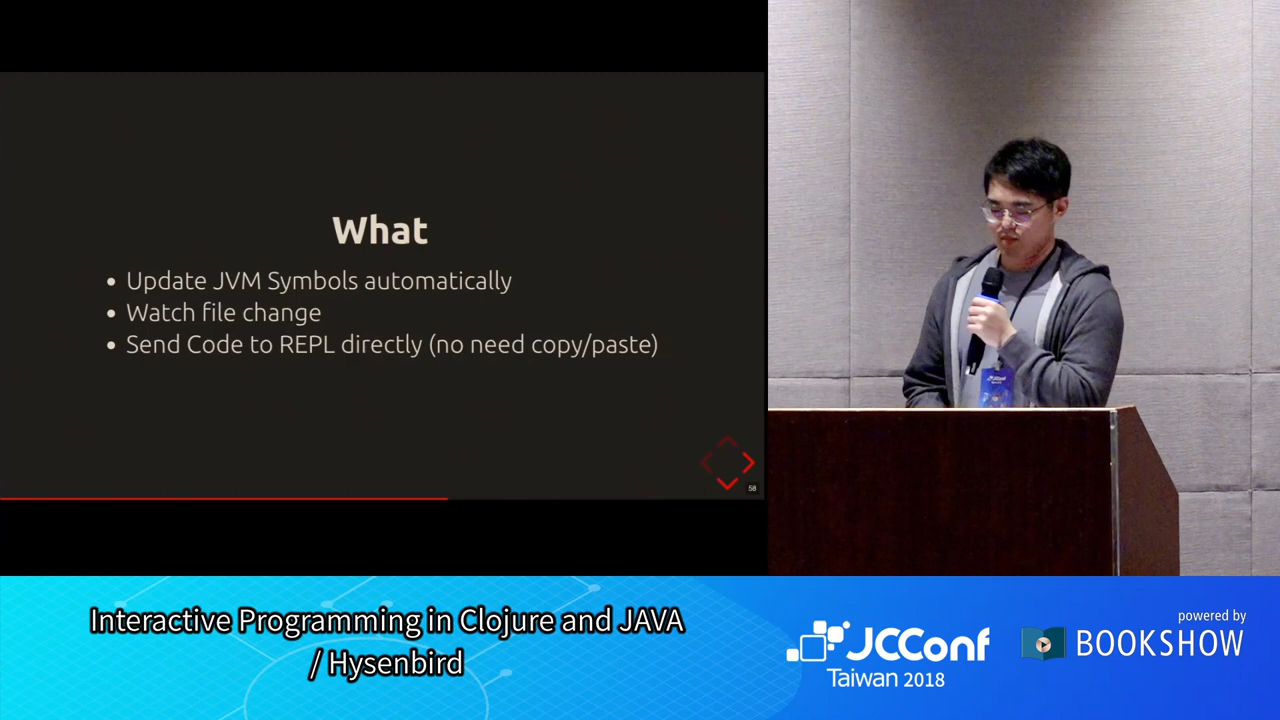 What
Update JVM Symbols automatically
Watch file change
Send Code to REPL directly (no need copy/paste)
58
Interactive Programming in Clojure and JAVA
/ Hysenbird
JCConf
Taiwan 2018
powered by
BOOKSHOW